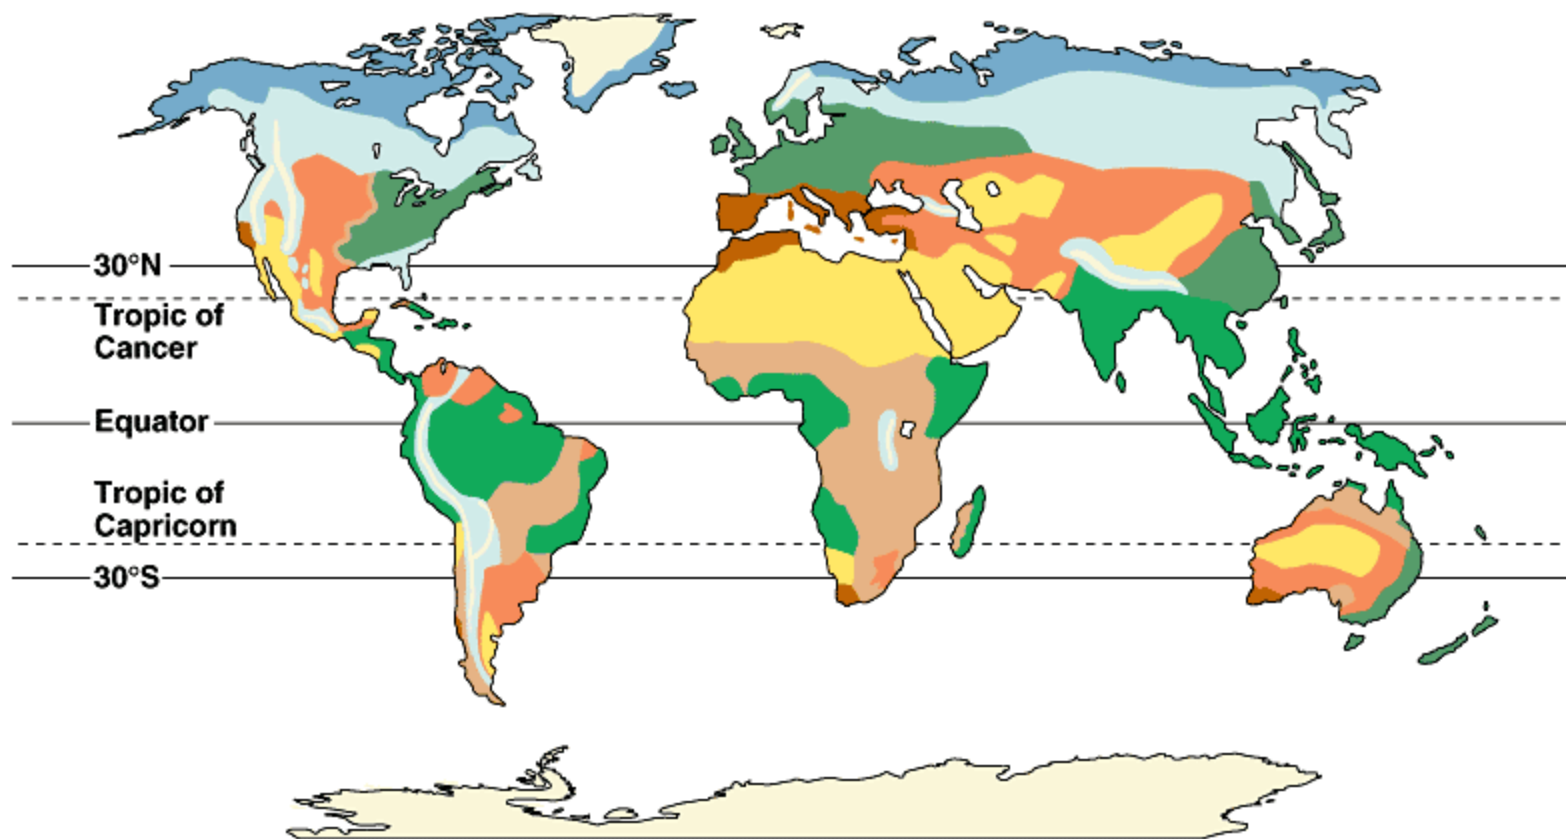 30°N
Tropic of
Cancer
Equator
Tropic of
Capricorn
30°S